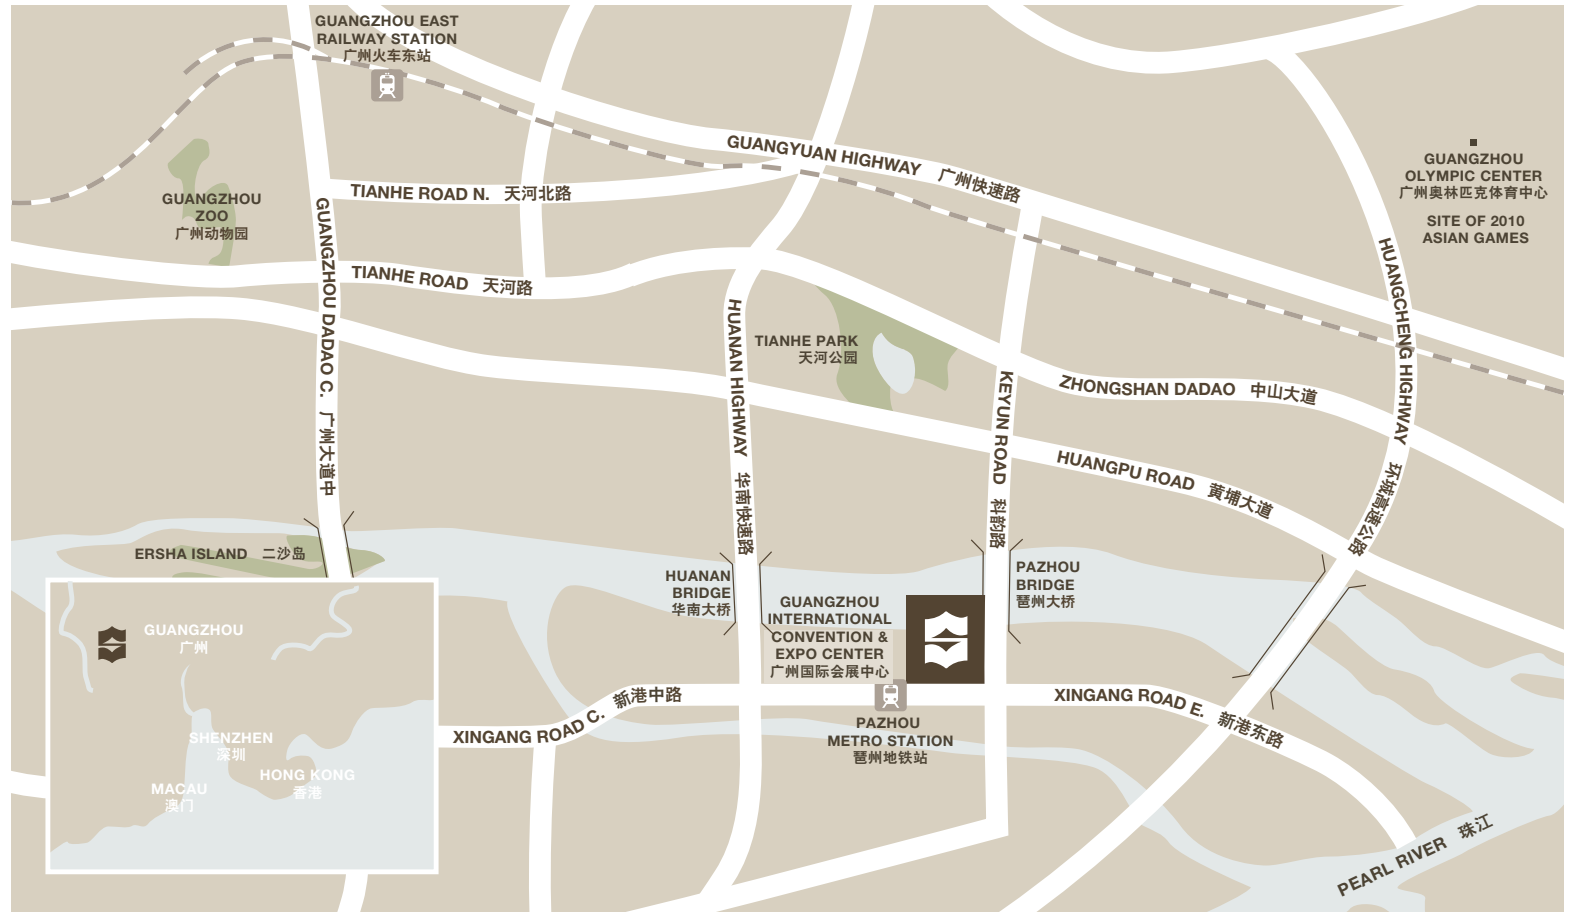 GUANGZHOU EAST
RAILWAY STATION
广州火车东站
GUANGYUAN HIGHWAY 广州快速路
GUANGZHOU
OLYMPIC CENTER
广州奥林匹克体育中心
SITE OF 2010
ASIAN GAMES
TIANHE ROAD N. 天河北路
GUANGZHOU
ZOO
广州动物园
GUANGZHOU DADAO C. 广州大道中
TIANHE ROAD 天河路
HUANAN HIGHWAY 华南快速路
TIANHE PARK
天河公园
HUANGCHENG HIGHWAY 环城高速公路
KEYUN ROAD 科韵路
ZHONGSHAN DADAO 中山大道
HUANGPU ROAD 黄埔大道
ERSHA ISLAND 二沙岛
HUANAN
BRIDGE
华南大桥
PAZHOU
BRIDGE
琶州大桥
GUANGZHOU
INTERNATIONAL
CONVENTION &
EXPO CENTER
广州国际会展中心
GUANGZHOU
广州
XINGANG ROAD C. 新港中路
XINGANG ROAD E. 新港东路
PAZHOU
METRO STATION
琶州地铁站
SHENZHEN
深圳
HONG KONG
香港
MACAU
澳门
PEARL RIVER 珠江